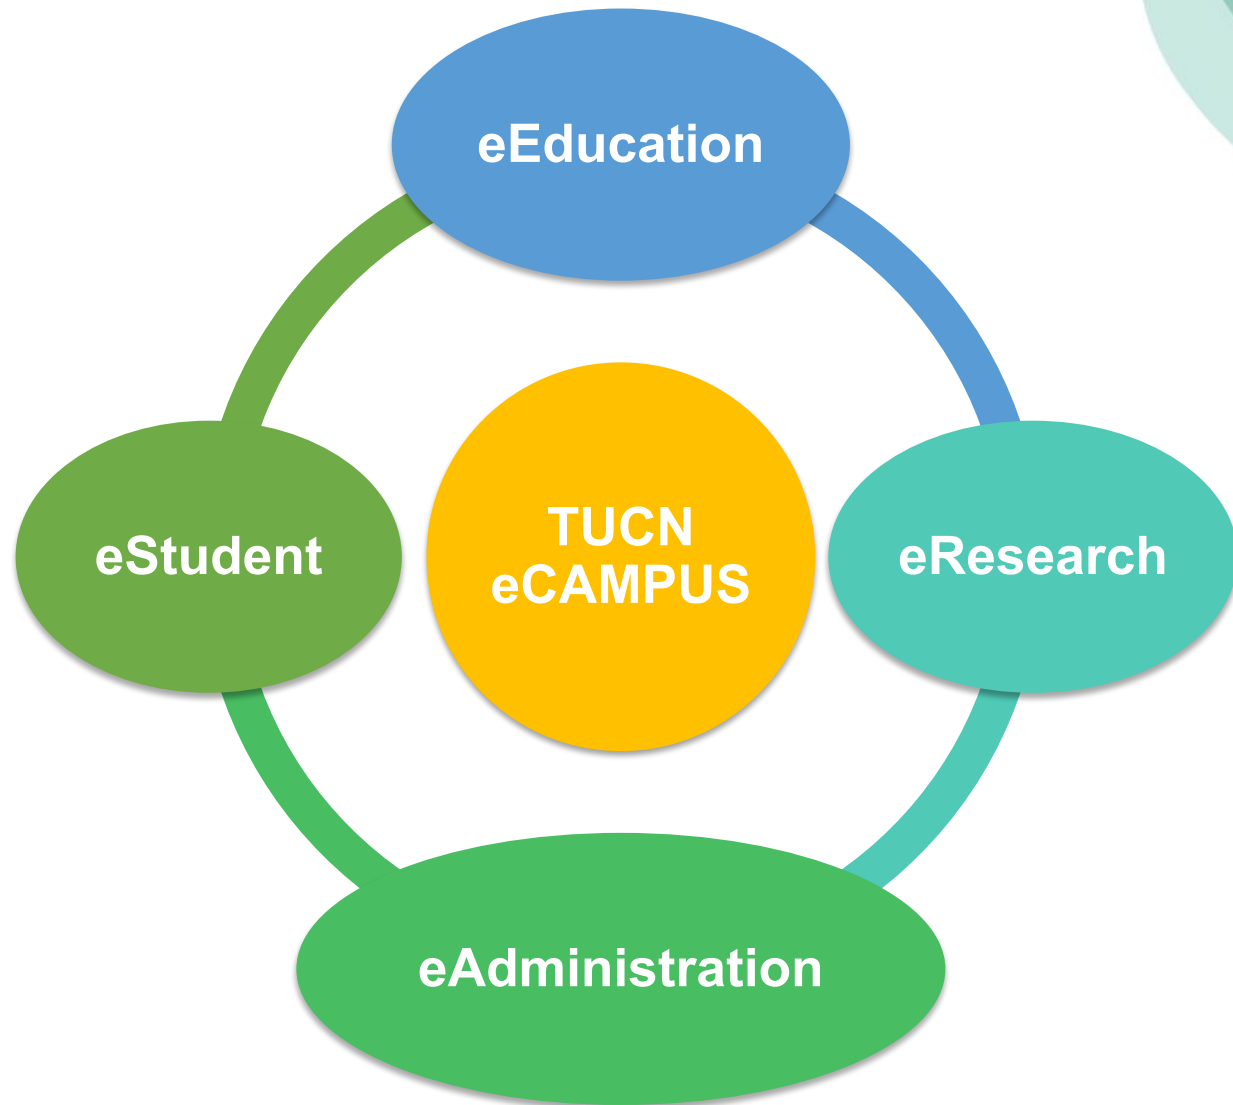 eEducation
eStudent
TUCN
eCAMPUS
eResearch
eAdministration